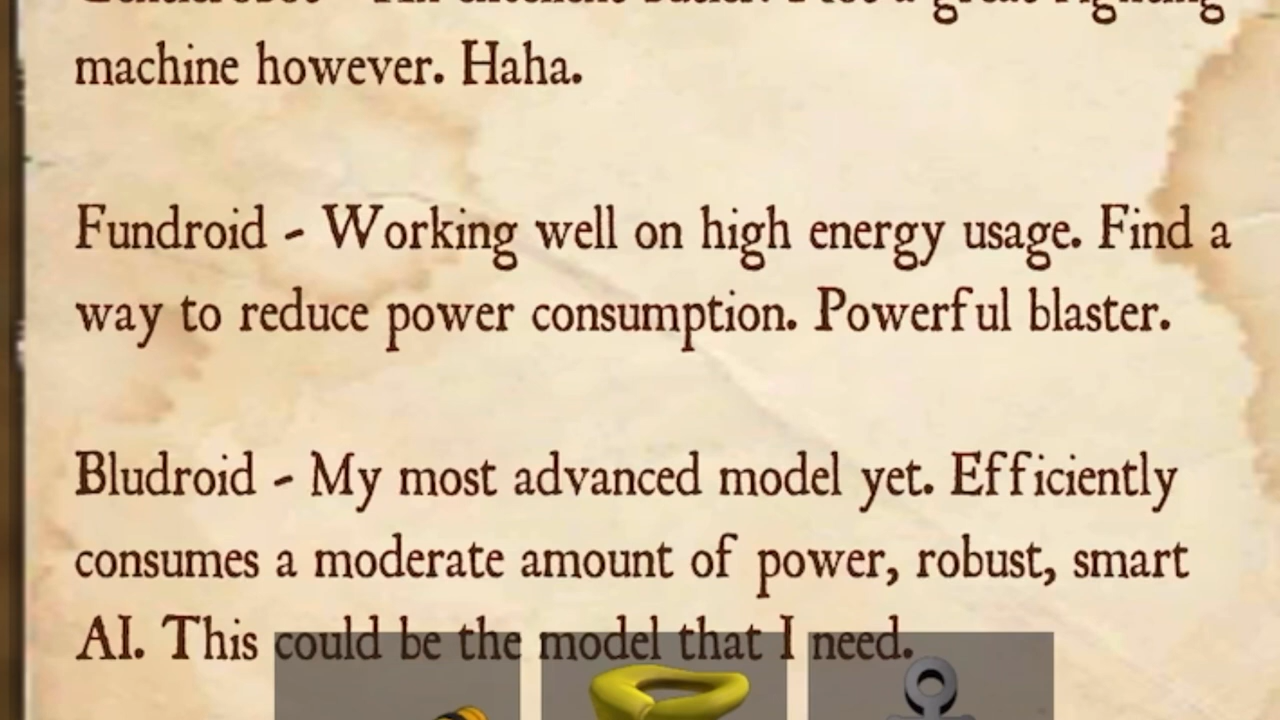 machine however. Haha.
Fundroid - Working well on high energy usage. Find a
way to reduce power consumption. Powerful blaster.
Bludroid - My most advanced model yet. Efficiently
consumes a moderate amount of power, robust, smart
AI. This could be the model that I need.